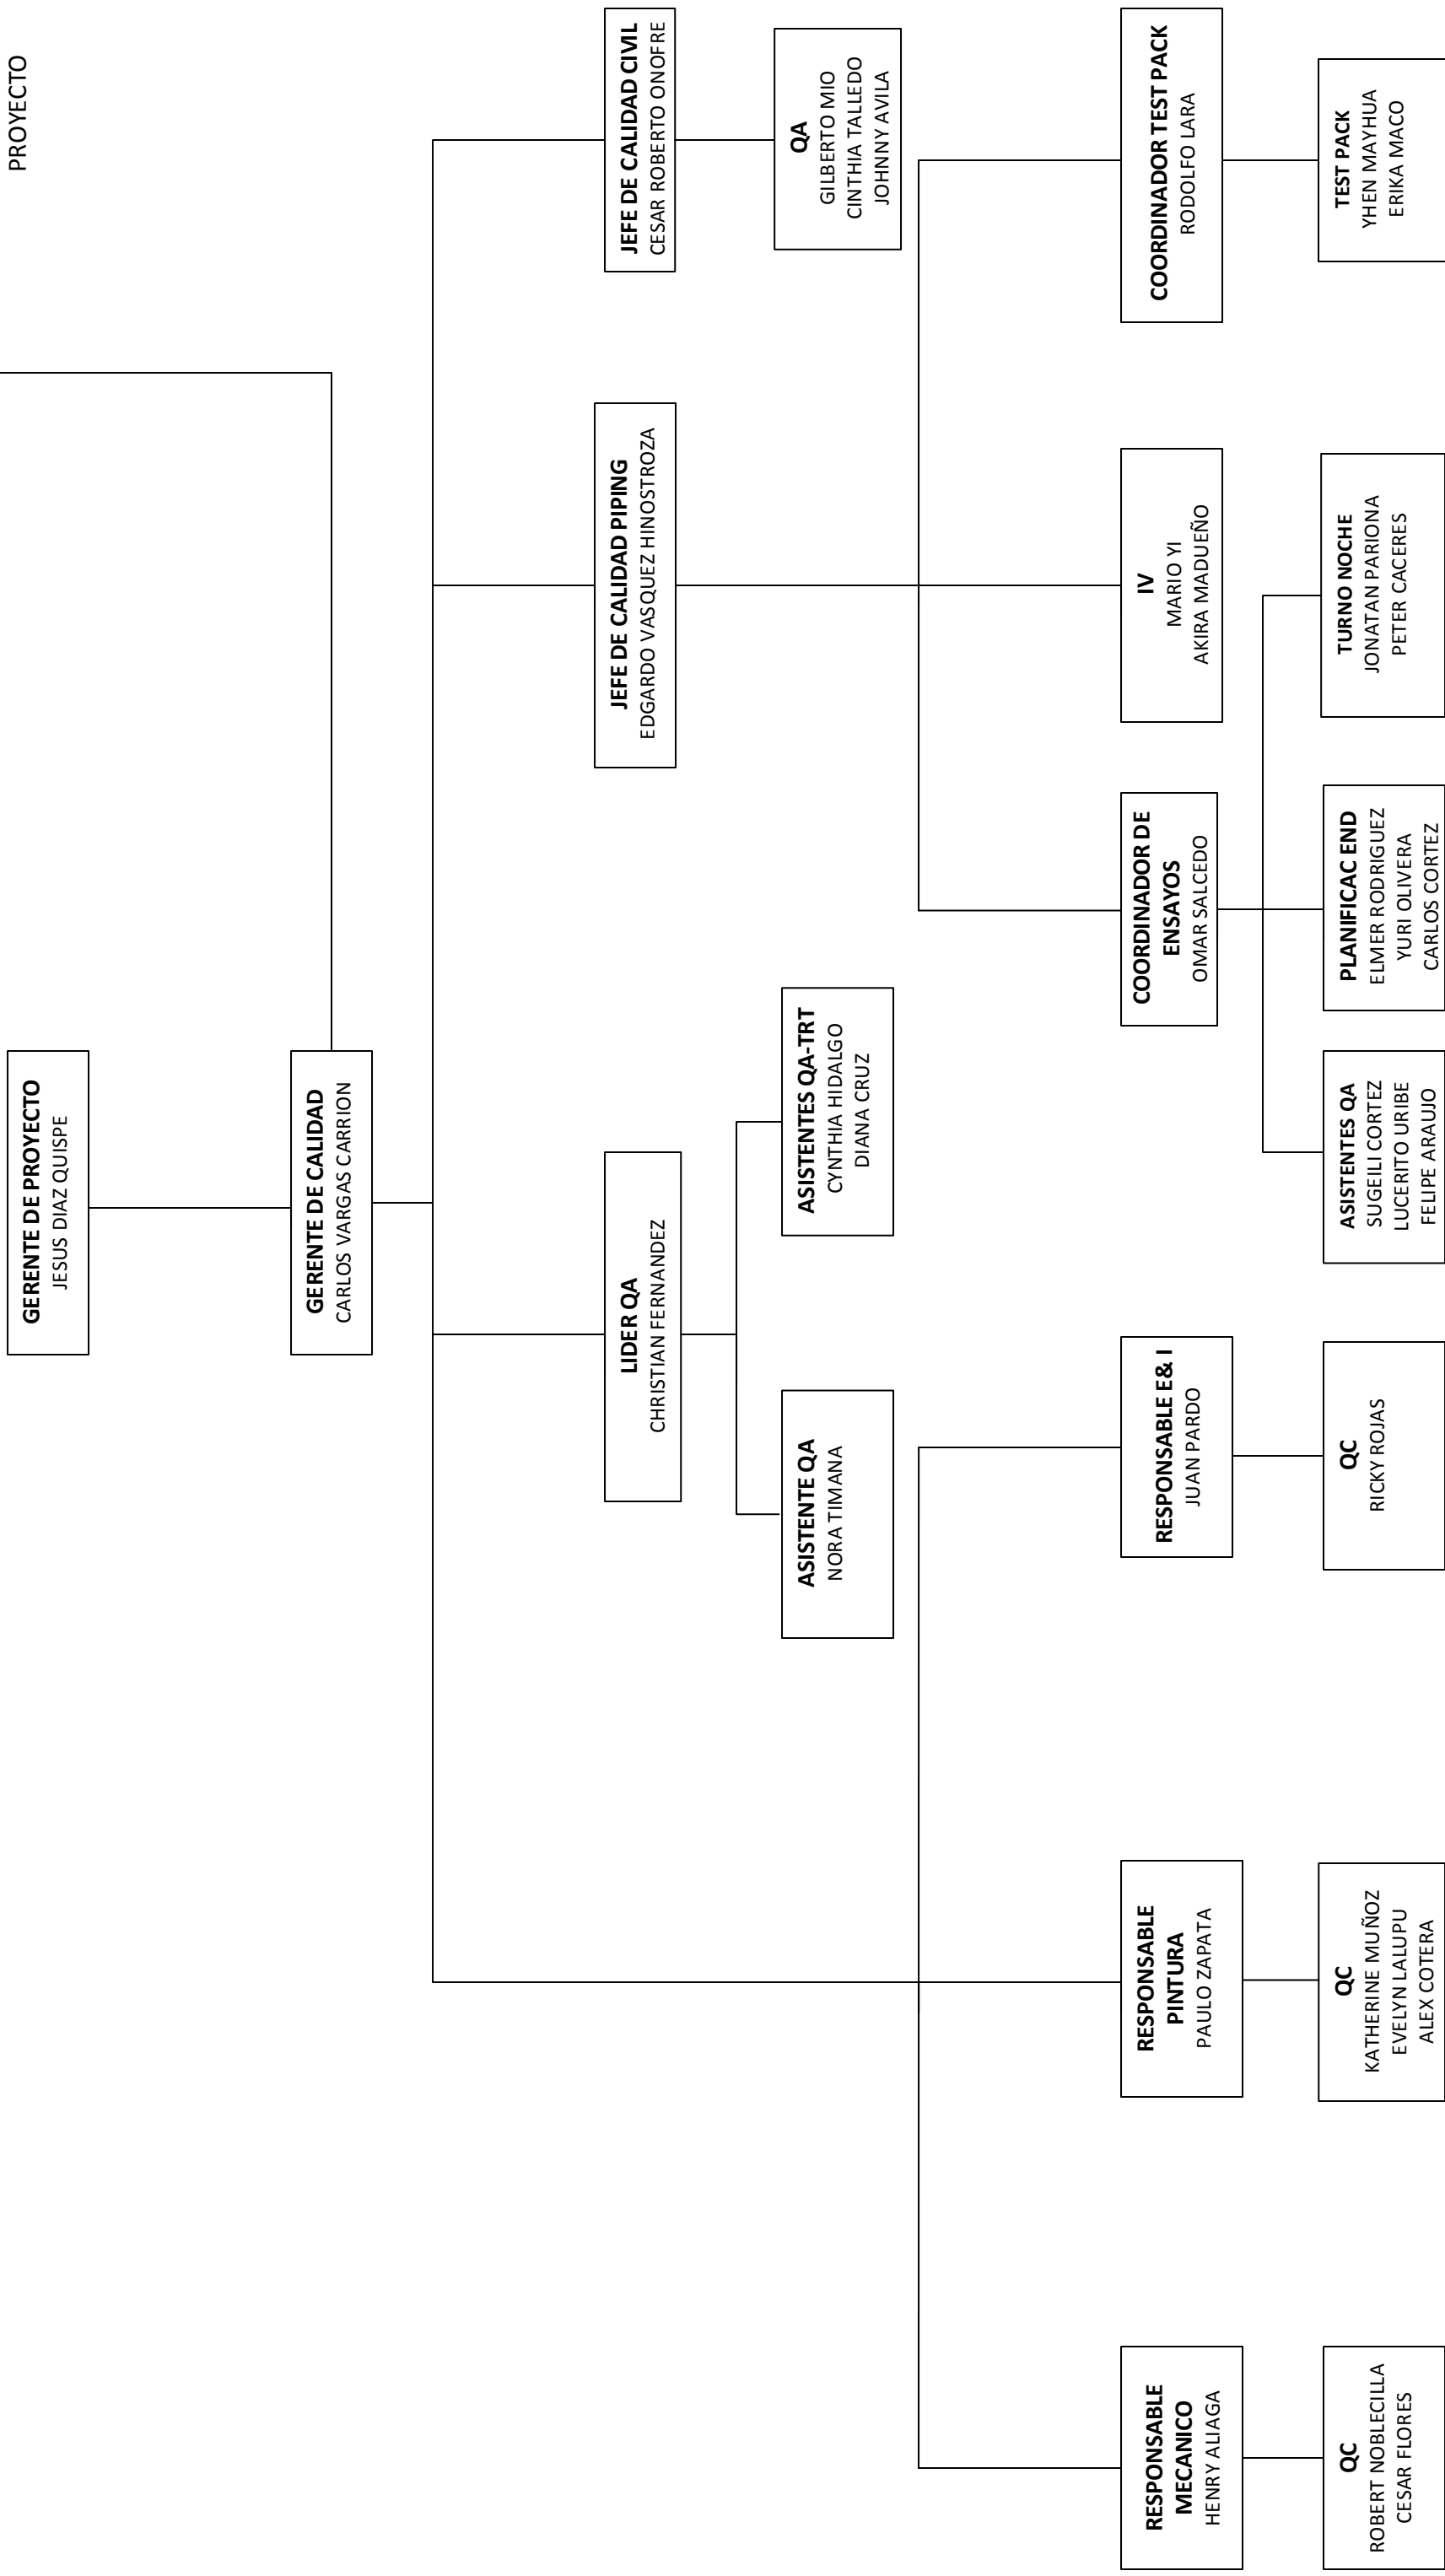 PROYECTO
GERENTE DE PROYECTO
JESUS DIAZ QUISPE
GERENTE DE CALIDAD
CARLOS VARGAS CARRION
LIDER QA
CHRISTIAN FERNANDEZ
JEFE DE CALIDAD PIPING
EDGARDO VASQUEZ HINOSTROZA
JEFE DE CALIDAD CIVIL
CESAR ROBERTO ONOFRE
ASISTENTE QA
NORA TIMANA
ASISTENTES QA-TRT
CYNTHIA HIDALGO
DIANA CRUZ
QA
GILBERTO MIO
CINTHIA TALLEDO
JOHNNY AVILA
RESPONSABLE
MECANICO
HENRY ALIAGA
RESPONSABLE
PINTURA
PAULO ZAPATA
RESPONSABLE E& I
JUAN PARDO
COORDINADOR DE
ENSAYOS
OMAR SALCEDO
IV
MARIO YI
AKIRA MADUEÑO
COORDINADOR TEST PACK
RODOLFO LARA
QC
ROBERT NOBLECILLA
CESAR FLORES
QC
KATHERINE MUÑOZ
EVELYN LALUPU
ALEX COTERA
QC
RICKY ROJAS
ASISTENTES QA
SUGEILI CORTEZ
LUCERITO URIBE
FELIPE ARAUJO
PLANIFICAC END
ELMER RODRIGUEZ
YURI OLIVERA
CARLOS CORTEZ
TURNO NOCHE
JONATAN PARIONA
PETER CACERES
TEST PACK
YHEN MAYHUA
ERIKA MACO